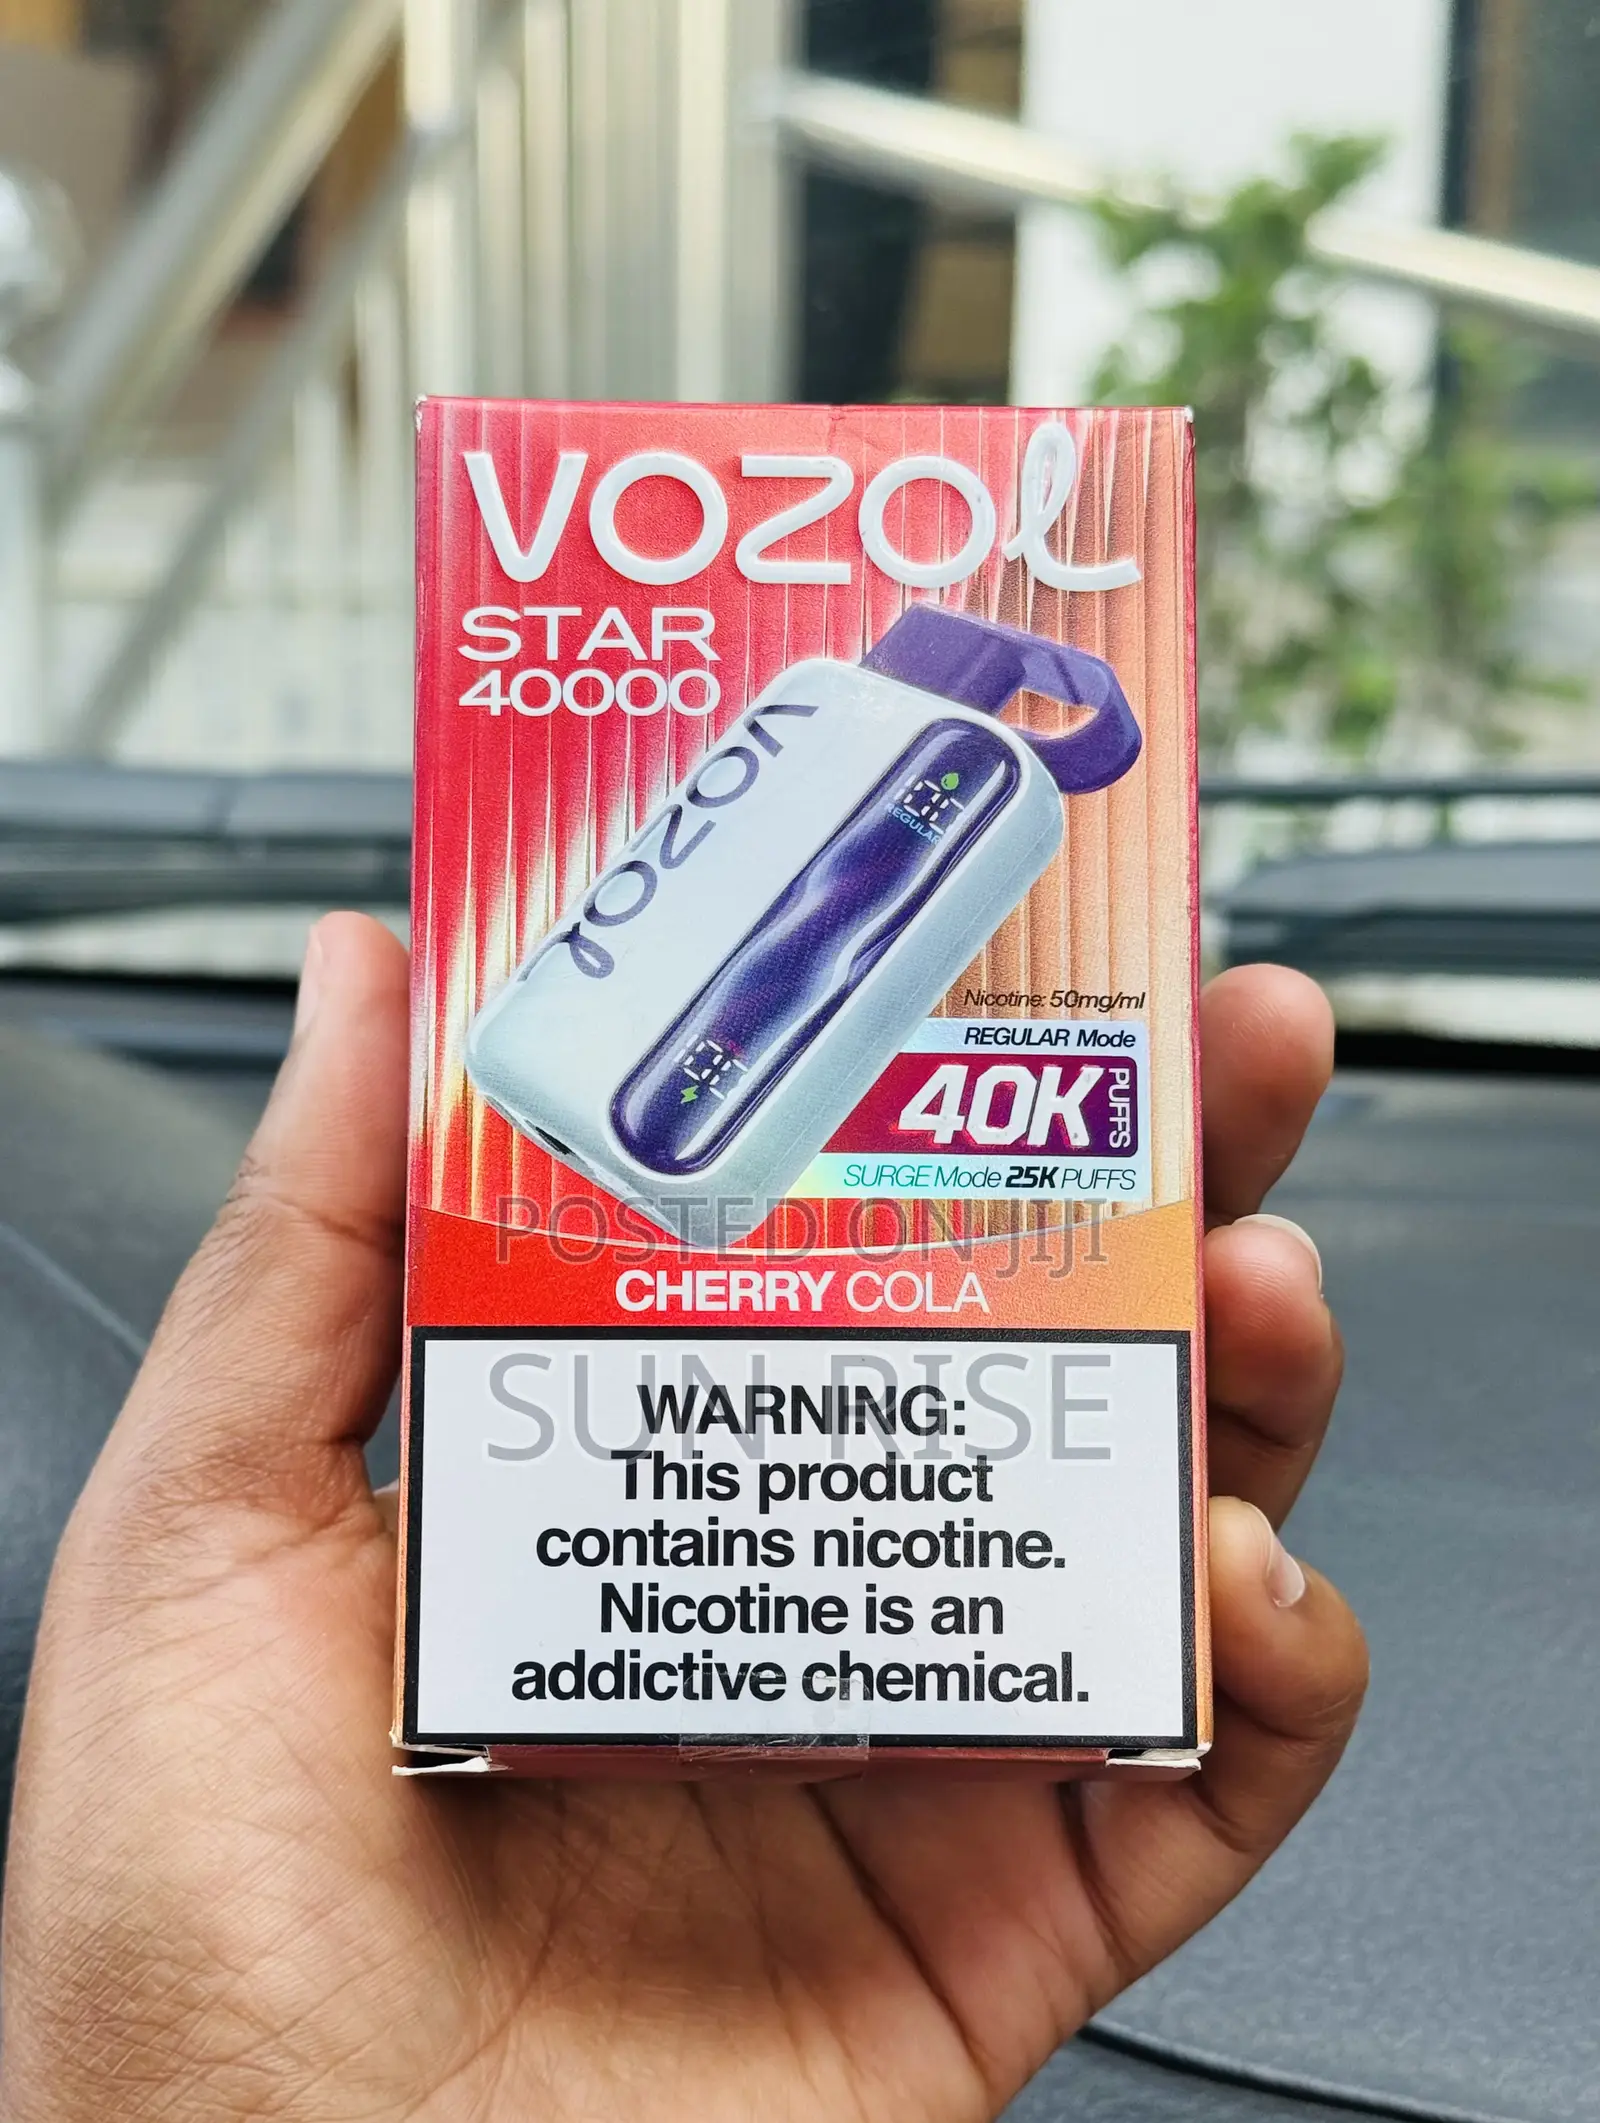 VOZOL
STAR
40000
VOZOL
REGULAR
Nicotine: 50mg/ml
REGULAR Mode
40K PUFFS
SURGE Mode 25K PUFFS
POSTED ON JIJI
CHERRY COLA
SUN RISE
WARNING:
This product
contains nicotine.
Nicotine is an
addictive chemical.